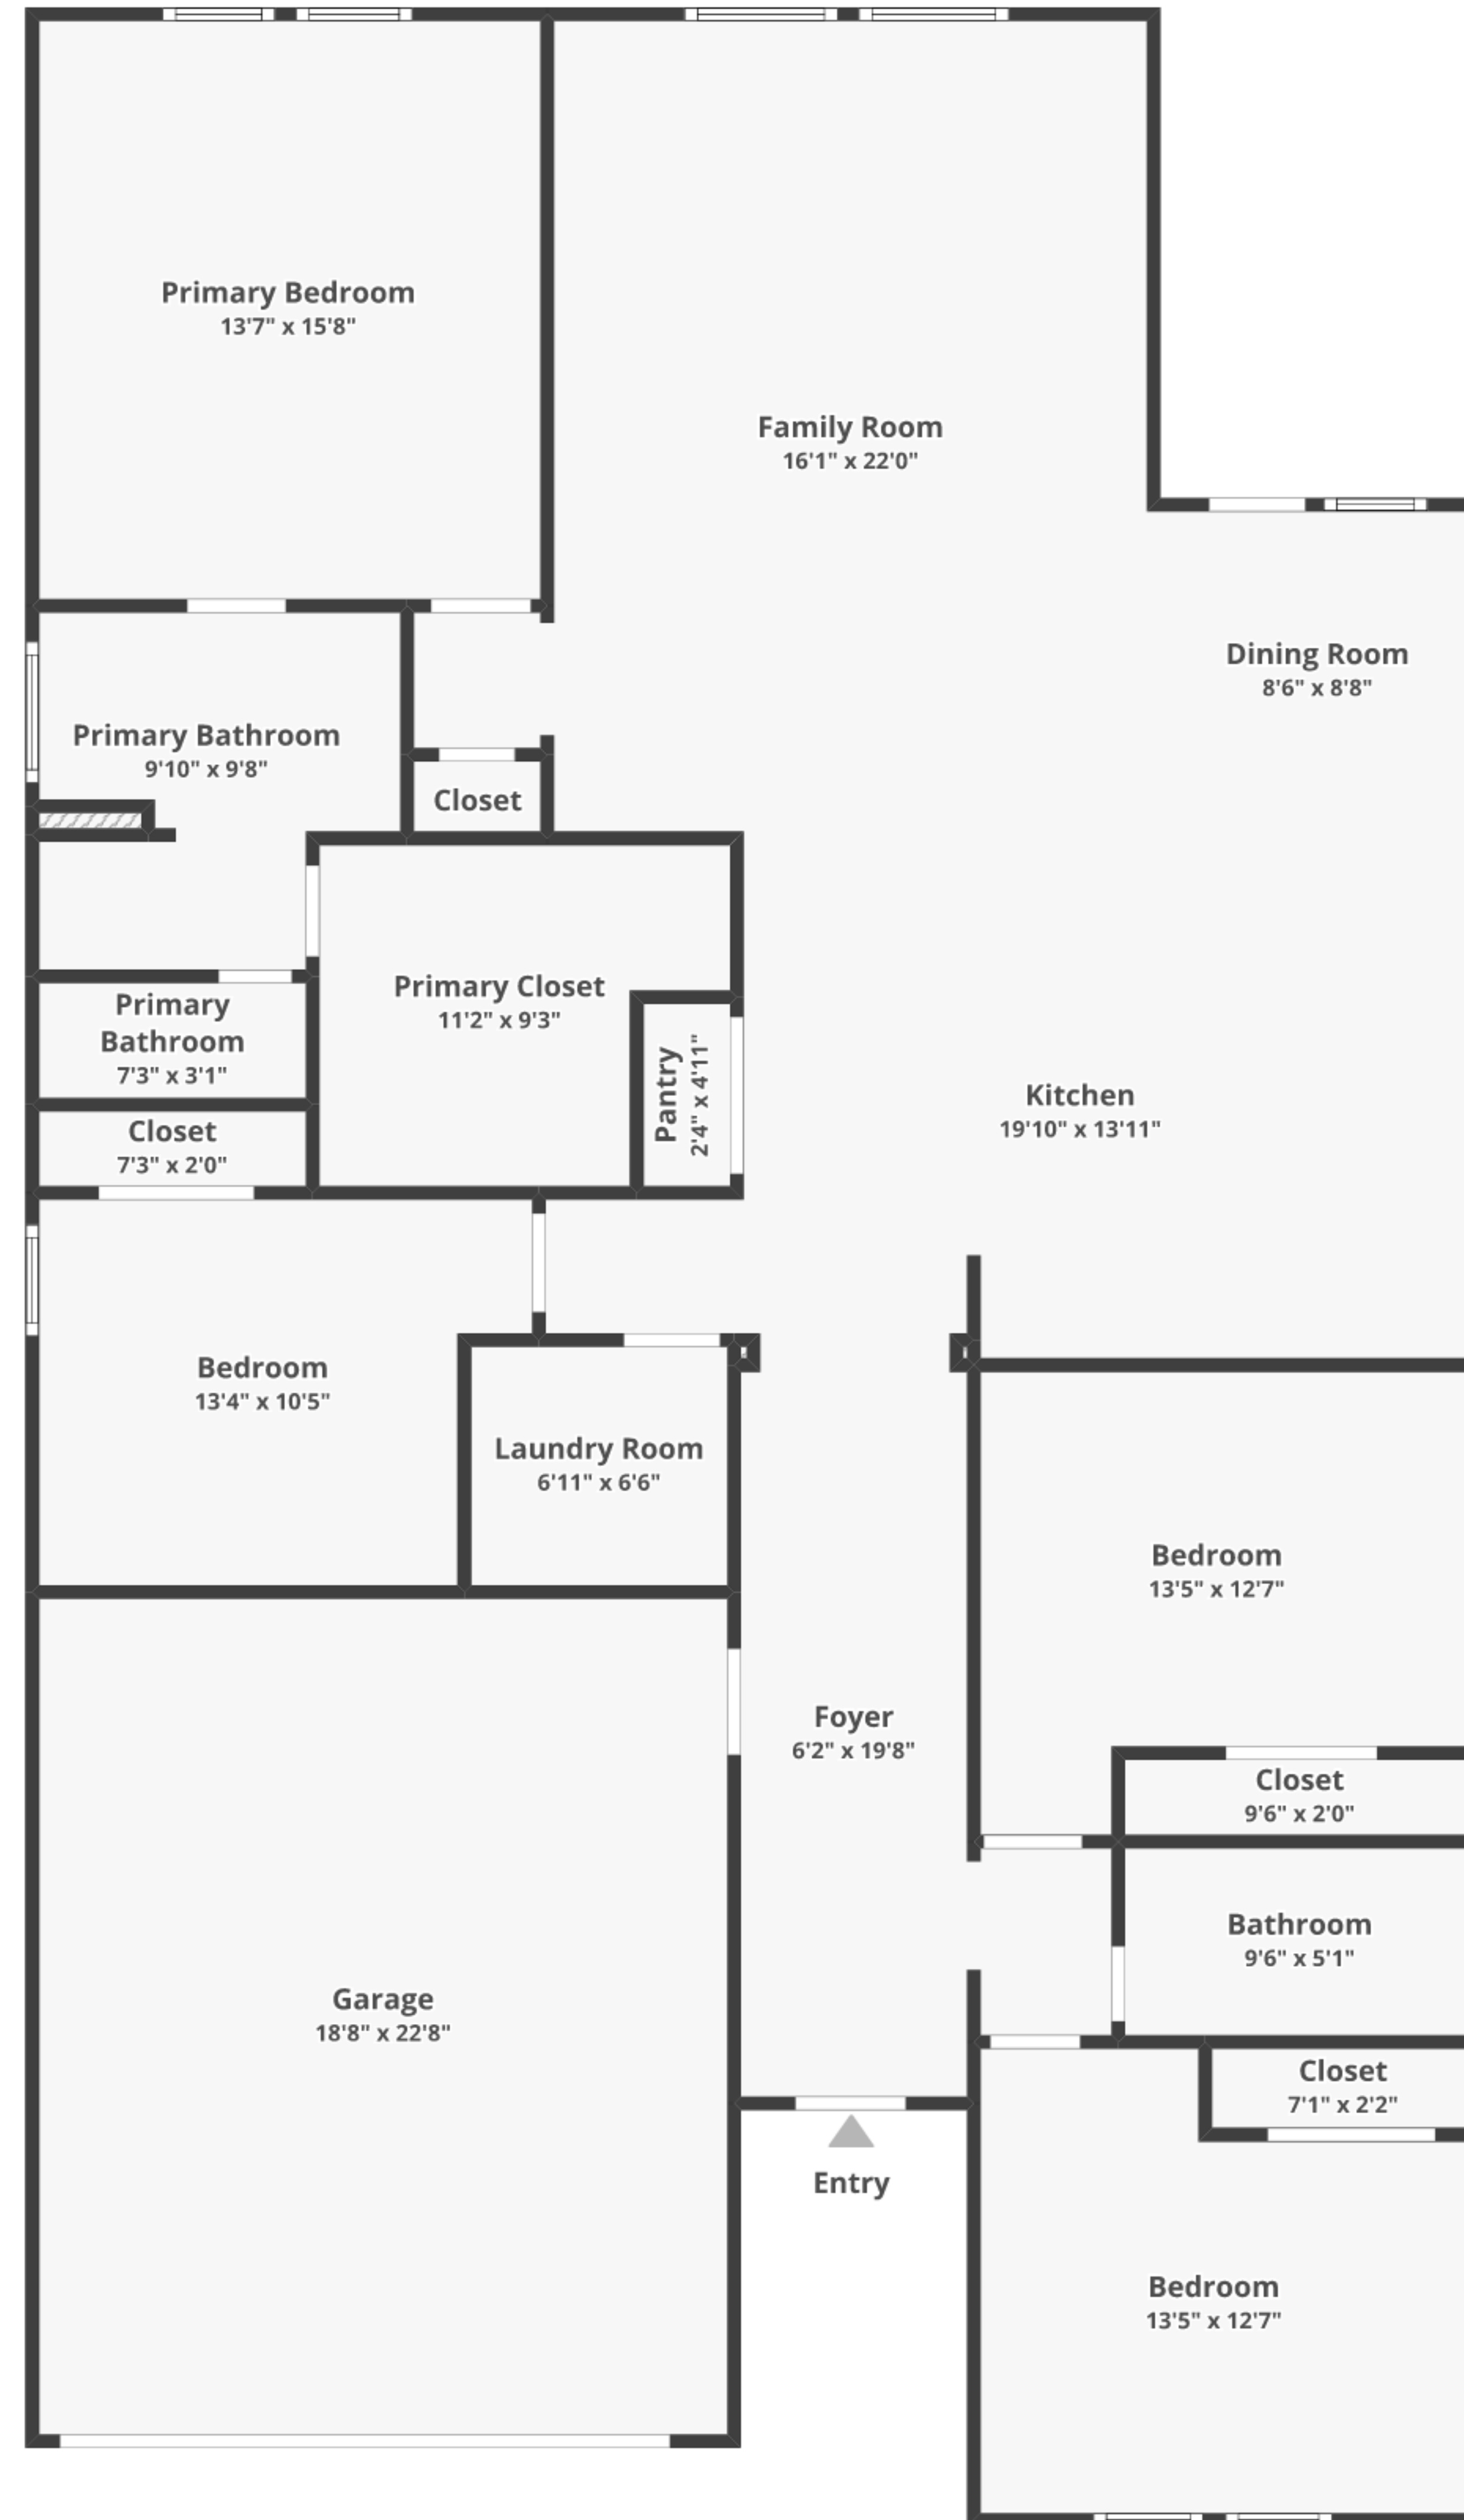 Primary Bedroom
13'7" x 15'8"
Family Room
16'1" x 22'0"
Dining Room
8'6" x 8'8"
Primary Bathroom
9'10" x 9'8"
Closet
Primary Closet
11'2" x 9'3"
Primary
Bathroom
7'3" x 3'1"
Pantry
2'4" x 4'11"
Kitchen
19'10" x 13'11"
Closet
7'3" x 2'0"
Bedroom
13'4" x 10'5"
Laundry Room
6'11" x 6'6"
Bedroom
13'5" x 12'7"
Foyer
6'2" x 19'8"
Closet
9'6" x 2'0"
Bathroom
9'6" x 5'1"
Garage
18'8" x 22'8"
Closet
7'1" x 2'2"
Entry
Bedroom
13'5" x 12'7"